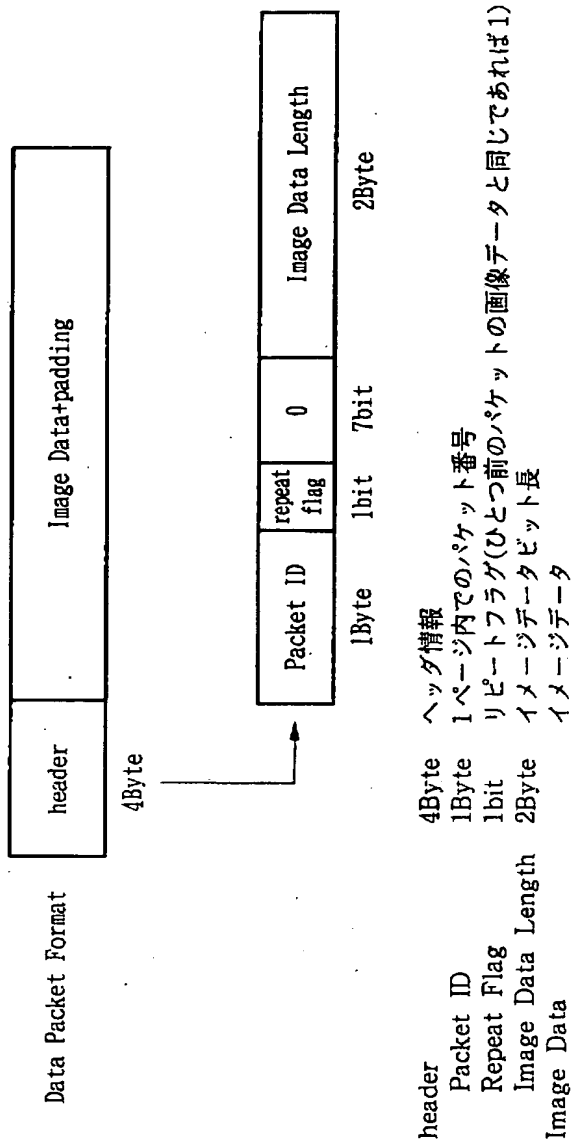 Data Packet Format
header
Image Data+padding
4Byte
Packet ID
repeat
flag
0
Image Data Length
1Byte
1bit
7bit
2Byte
header 4Byte ヘッダ情報
Packet ID 1Byte 1ページ内でのパケット番号
Repeat Flag 1bit リピートフラグ(ひとつ前のパケットの画像データと同じであれば1)
Image Data Length 2Byte イメージデータビット長
Image Data イメージデータ